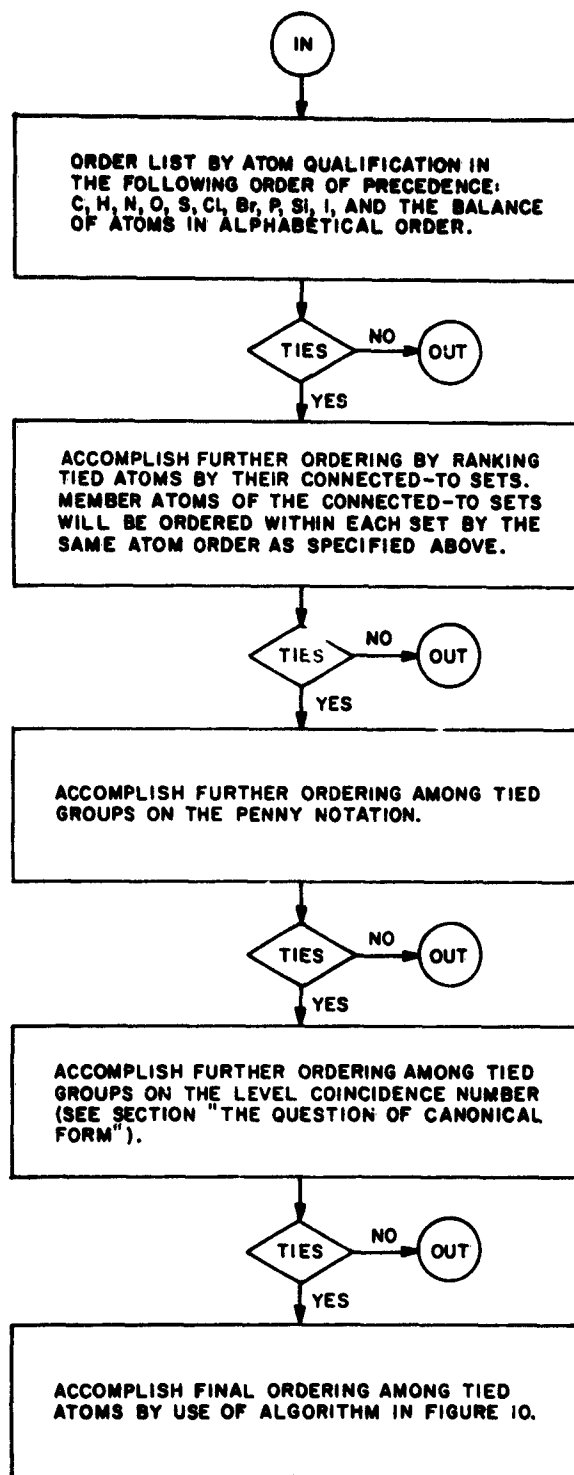 IN
ORDER LIST BY ATOM QUALIFICATION IN
THE FOLLOWING ORDER OF PRECEDENCE:
C, H, N, O, S, Cl, Br, P, Si, I, AND THE BALANCE
OF ATOMS IN ALPHABETICAL ORDER.
TIES
NO
OUT
YES
ACCOMPLISH FURTHER ORDERING BY RANKING
TIED ATOMS BY THEIR CONNECTED-TO SETS.
MEMBER ATOMS OF THE CONNECTED-TO SETS
WILL BE ORDERED WITHIN EACH SET BY THE
SAME ATOM ORDER AS SPECIFIED ABOVE.
TIES
NO
OUT
YES
ACCOMPLISH FURTHER ORDERING AMONG TIED
GROUPS ON THE PENNY NOTATION.
TIES
NO
OUT
YES
ACCOMPLISH FURTHER ORDERING AMONG TIED
GROUPS ON THE LEVEL COINCIDENCE NUMBER
(SEE SECTION "THE QUESTION OF CANONICAL
FORM").
TIES
NO
OUT
YES
ACCOMPLISH FINAL ORDERING AMONG TIED
ATOMS BY USE OF ALGORITHM IN FIGURE 10.